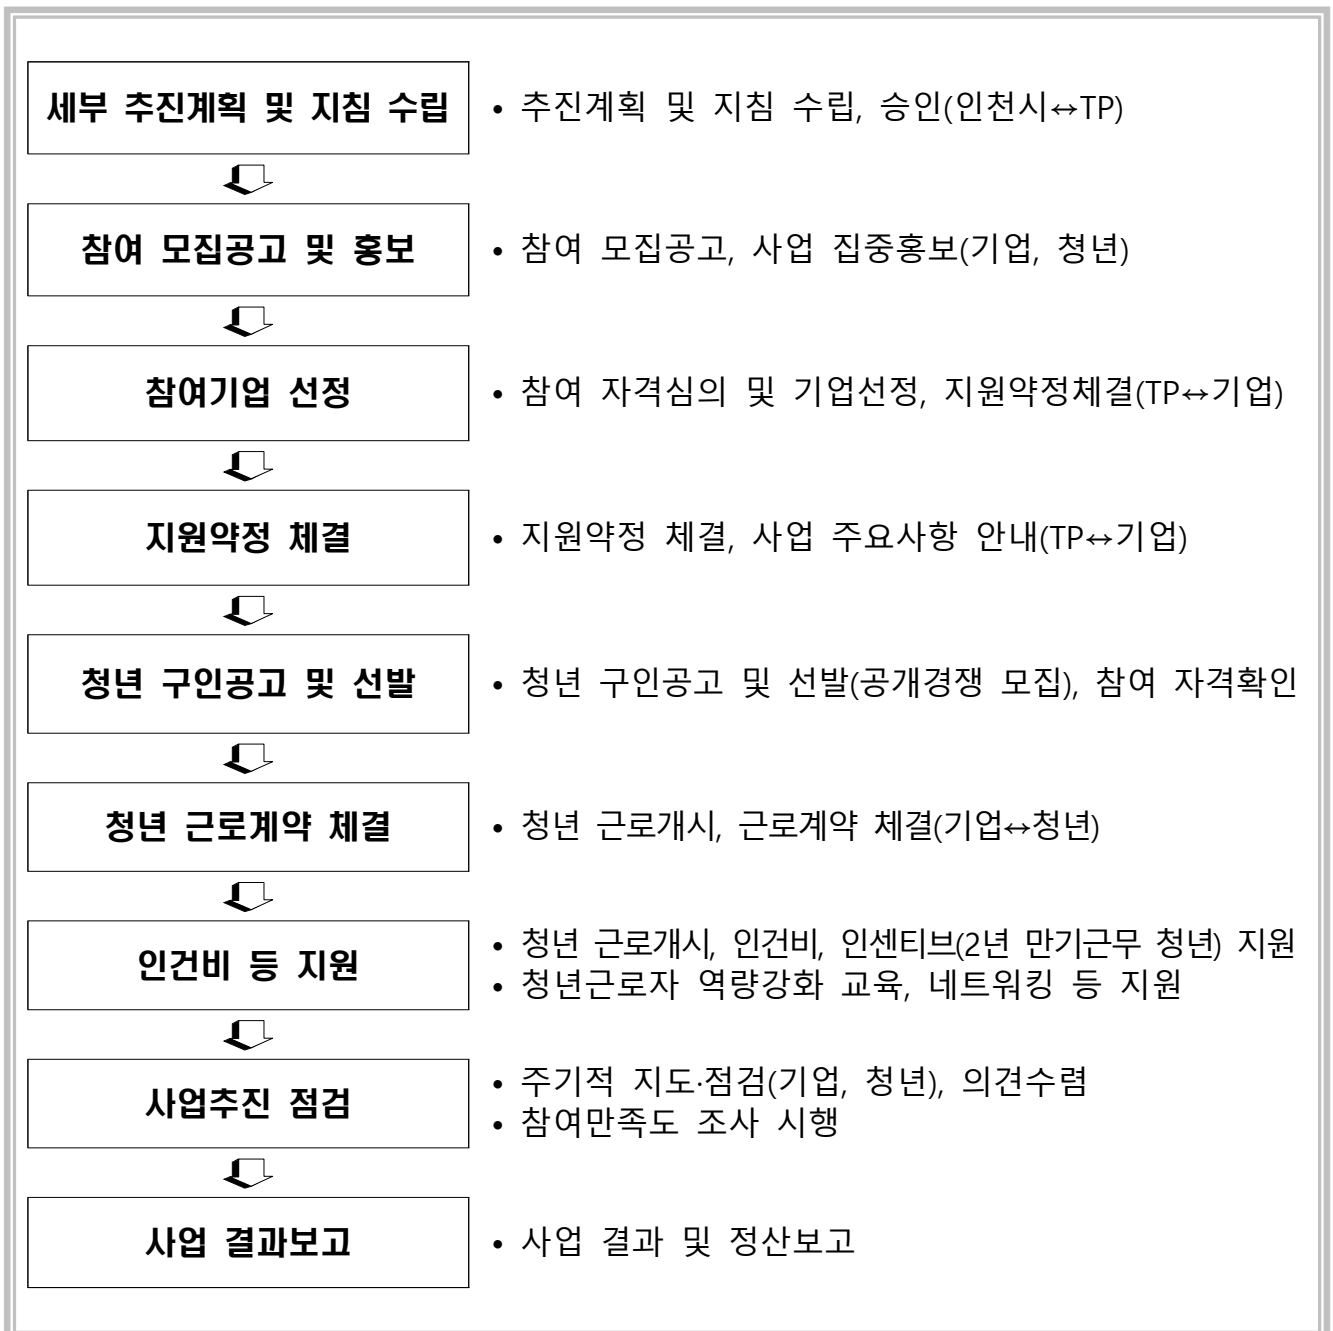 세부 추진계획 및 지침 수립
• 추진계획 및 지침 수립, 승인(인천시↔TP)
참여 모집공고 및 홍보
• 참여 모집공고, 사업 집중홍보(기업, 청년)
참여기업 선정
• 참여 자격심의 및 기업선정, 지원약정체결(TP↔기업)
지원약정 체결
• 지원약정 체결, 사업 주요사항 안내(TP↔기업)
청년 구인공고 및 선발
• 청년 구인공고 및 선발(공개경쟁 모집), 참여 자격확인
청년 근로계약 체결
• 청년 근로개시, 근로계약 체결(기업↔청년)
인건비 등 지원
• 청년 근로개시, 인건비, 인센티브(2년 만기근무 청년) 지원
• 청년근로자 역량강화 교육, 네트워킹 등 지원
사업추진 점검
• 주기적 지도·점검(기업, 청년), 의견수렴
• 참여만족도 조사 시행
사업 결과보고
• 사업 결과 및 정산보고